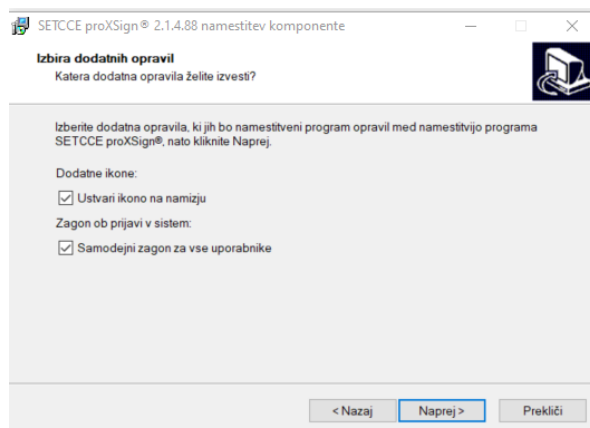 SETCCE proXSign® 2.1.4.88 namestitev komponente
Izbira dodatnih opravil
Katera dodatna opravila želite izvesti?
Izberite dodatna opravila, ki jih bo namestitveni program opravil med namestitvijo programa
SETCCE proXSign®, nato kliknite Naprej.
Dodatne ikone:
Ustvari ikono na namizju
Zagon ob prijavi v sistem:
Samodejni zagon za vse uporabnike
< Nazaj
Naprej >
Prekliči